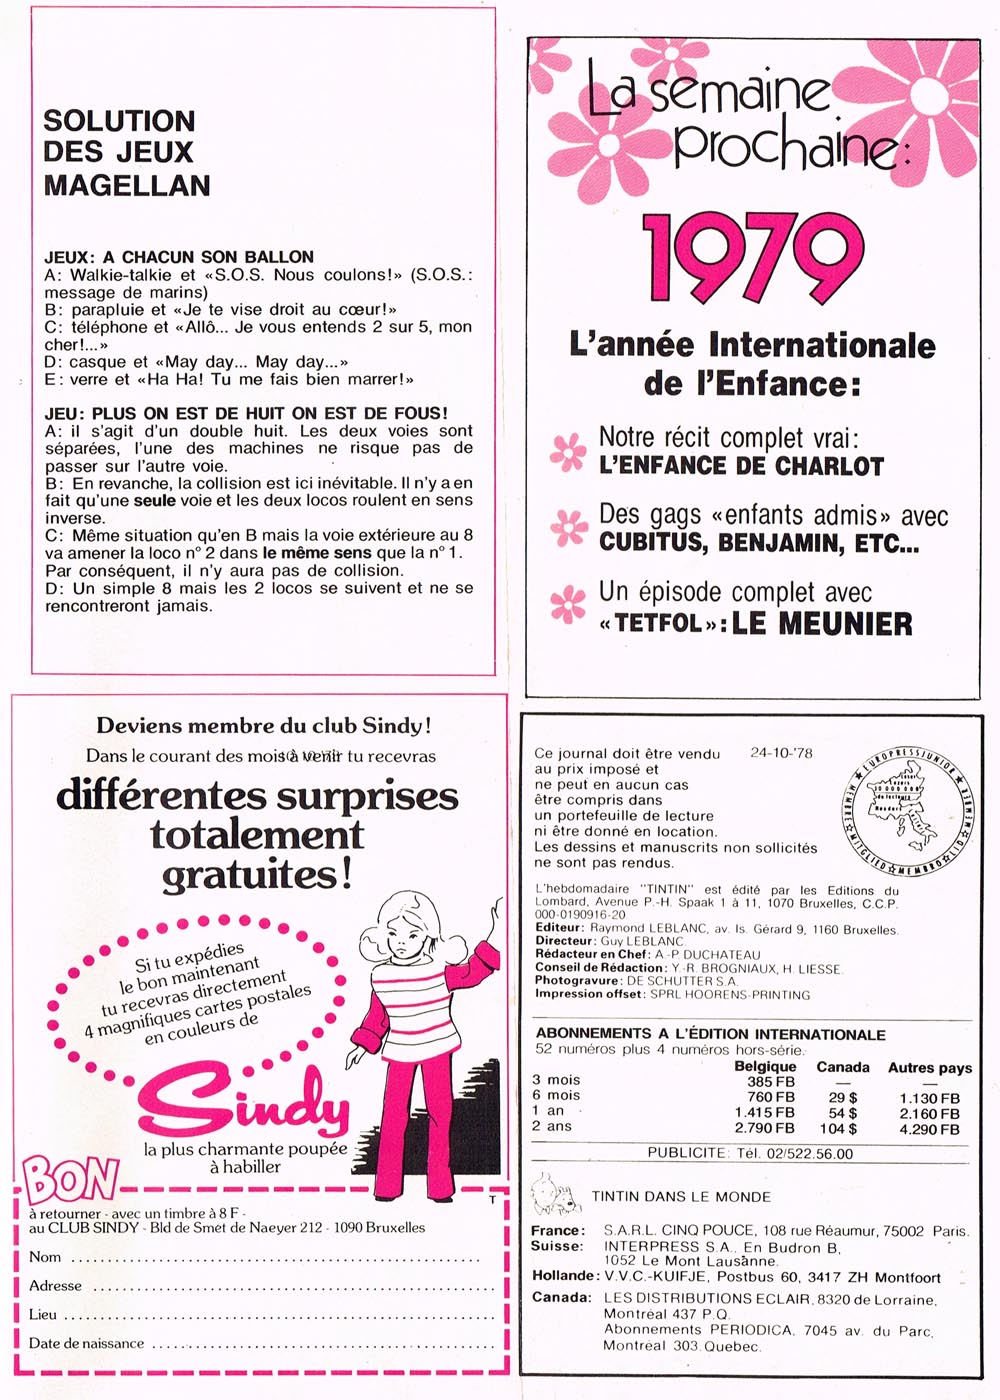 SOLUTION
DES JEUX
MAGELLAN
JEUX: A CHACUN SON BALLON
A: Walkie-talkie et «S.O.S. Nous coulons!» (S.O.S.:
message de marins)
B: parapluie et «Je te vise droit au cœur!»
C: téléphone et «Allô... Je vous entends 2 sur 5, mon
cher!...»
D: casque et «May day... May day...»
E: verre et «Ha Ha! Tu me fais bien marrer!»
JEU: PLUS ON EST DE HUIT ON EST DE FOUS!
A: il s'agit d'un double huit. Les deux voies sont
séparées, l'une des machines ne risque pas de
passer sur l'autre voie.
B: En revanche, la collision est ici inévitable. Il n'y a en
fait qu'une seule voie et les deux locos roulent en sens
inverse.
C: Même situation qu'en B mais la voie extérieure au 8
va amener la loco n° 2 dans le même sens que la n° 1.
Par conséquent, il n'y aura pas de collision.
D: Un simple 8 mais les 2 locos se suivent et ne se
rencontreront jamais.
La semaine
prochaine:
1979
L'année Internationale
de l'Enfance:
Notre récit complet vrai:
L'ENFANCE DE CHARLOT
Des gags «enfants admis» avec
CUBITUS, BENJAMIN, ETC...
Un épisode complet avec
«TETFOL»: LE MEUNIER
Deviens membre du club Sindy!
Dans le courant des mois à venir tu recevras
différentes surprises
totalement
gratuites!
Si tu expédies
le bon maintenant
tu recevras directement
4 magnifiques cartes postales
en couleurs de
Sindy
la plus charmante poupée
à habiller
BON
T
à retourner - avec un timbre à 8 F -
au CLUB SINDY - Bld de Smet de Naeyer 212 - 1090 Bruxelles
Nom
Adresse
Lieu
Date de naissance
Ce journal doit être vendu 24-10-'78
au prix imposé et
ne peut en aucun cas
être compris dans
un portefeuille de lecture
ni être donné en location.
Les dessins et manuscrits non sollicités
ne sont pas rendus.
EUROPRESSJUNIOR
MEMBRE MITGLIED MEMBRO LID MEMBER
L'hebdomadaire "TINTIN" est édité par les Editions du
Lombard, Avenue P.-H. Spaak 1 à 11, 1070 Bruxelles, C.C.P.
000-0190916-20
Editeur: Raymond LEBLANC, av. Is. Gérard 9, 1160 Bruxelles.
Directeur: Guy LEBLANC
Rédacteur en Chef: A.-P. DUCHATEAU
Conseil de Rédaction: Y.-R. BROGNIAUX, H. LIESSE.
Photogravure: DE SCHUTTER S.A.
Impression offset: SPRL HOORENS-PRINTING
ABONNEMENTS A L'ÉDITION INTERNATIONALE
52 numéros plus 4 numéros hors-série.
Belgique Canada Autres pays
3 mois 385 FB — —
6 mois 760 FB 29 $ 1.130 FB
1 an 1.415 FB 54 $ 2.160 FB
2 ans 2.790 FB 104 $ 4.290 FB
PUBLICITE: Tél. 02/522.56.00
TINTIN DANS LE MONDE
France: S.A.R.L. CINQ POUCE, 108 rue Réaumur, 75002 Paris.
Suisse: INTERPRESS S.A.. En Budron B,
1052 Le Mont Lausanne.
Hollande: V.V.C.-KUIFJE, Postbus 60, 3417 ZH Montfoort
Canada: LES DISTRIBUTIONS ECLAIR, 8320 de Lorraine,
Montréal 437 P.Q.
Abonnements PERIODICA, 7045 av. du Parc,
Montréal 303 Quebec.